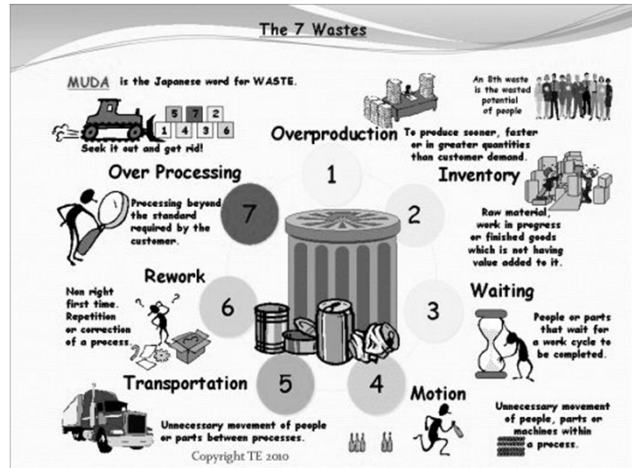 The 7 Wastes
MUDA is the Japanese word for WASTE.
5 7 2
1 4 3 6
Seek it out and get rid!
An 8th waste
is the wasted
potential
of people
Overproduction
To produce sooner, faster
or in greater quantities
than customer demand.
1
Inventory
Raw material,
work in progress
or finished goods
which is not having
value added to it.
2
Waiting
People or parts
that wait for
a work cycle to
be completed.
3
Motion
Unnecessary movement
of people, parts or
machines within
a process.
4
Transportation
Unnecessary movement of people
or parts between processes.
5
Rework
Non right
first time.
Repetition
or correction
of a process.
6
Over Processing
Processing beyond
the standard
required by the
customer.
7
Copyright TE 2010